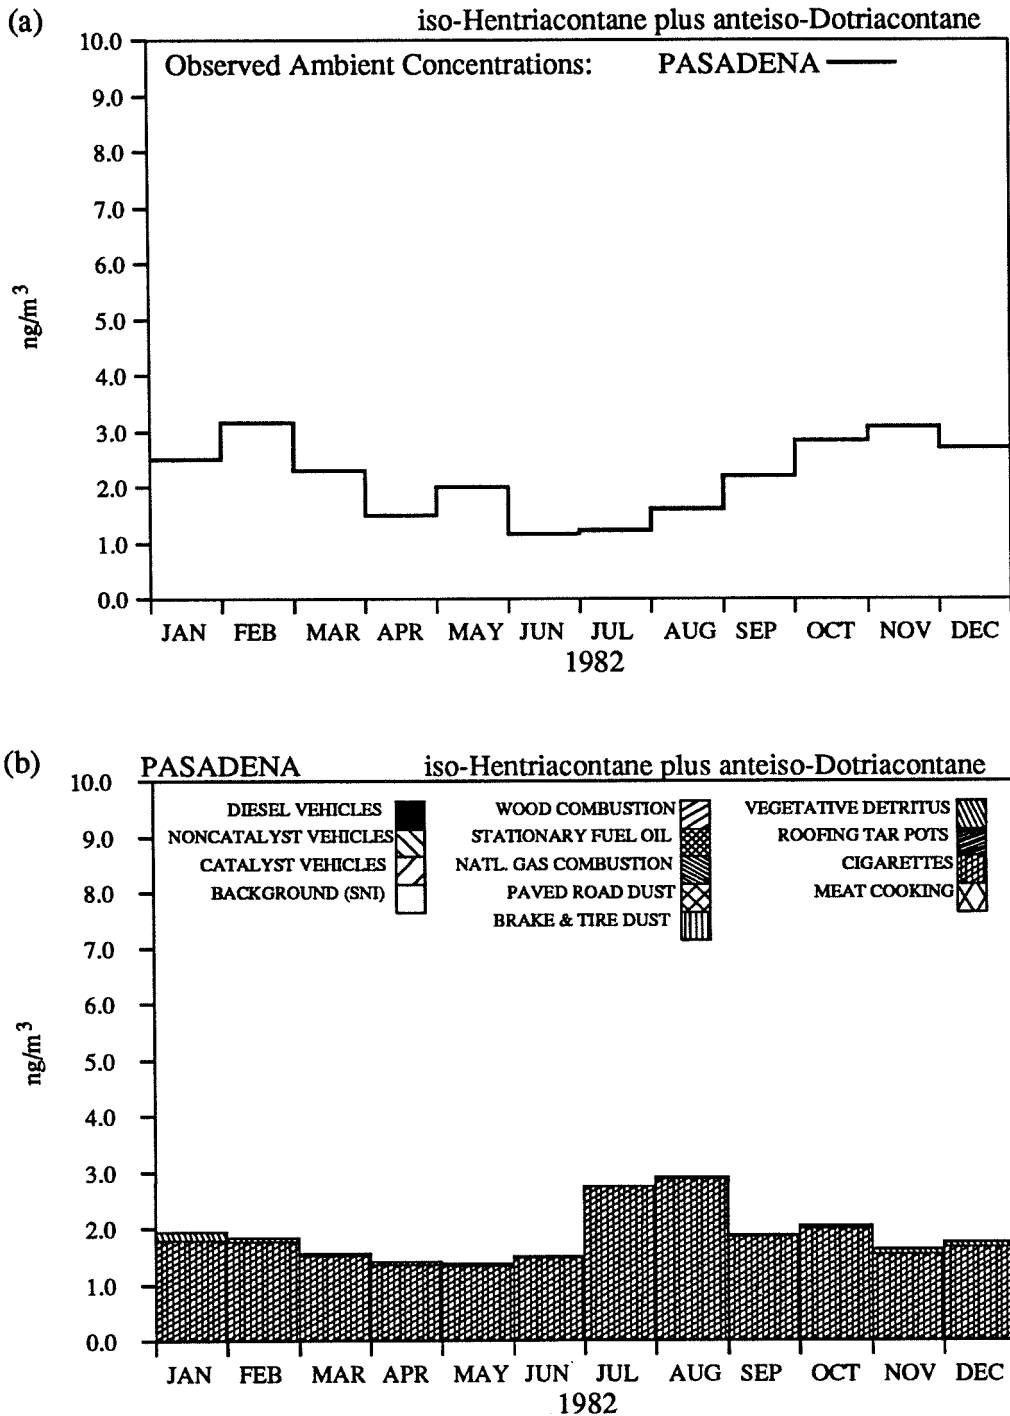 (a)
iso-Hentriacontane plus anteiso-Dotriacontane
Observed Ambient Concentrations: PASADENA
10.0
9.0
8.0
7.0
6.0
5.0
4.0
3.0
2.0
1.0
0.0
ng/m³
JAN FEB MAR APR MAY JUN JUL AUG SEP OCT NOV DEC
1982
(b)
PASADENA iso-Hentriacontane plus anteiso-Dotriacontane
DIESEL VEHICLES
NONCATALYST VEHICLES
CATALYST VEHICLES
BACKGROUND (SNI)
WOOD COMBUSTION
STATIONARY FUEL OIL
NATL. GAS COMBUSTION
PAVED ROAD DUST
BRAKE & TIRE DUST
VEGETATIVE DETRITUS
ROOFING TAR POTS
CIGARETTES
MEAT COOKING
10.0
9.0
8.0
7.0
6.0
5.0
4.0
3.0
2.0
1.0
0.0
ng/m³
JAN FEB MAR APR MAY JUN JUL AUG SEP OCT NOV DEC
1982